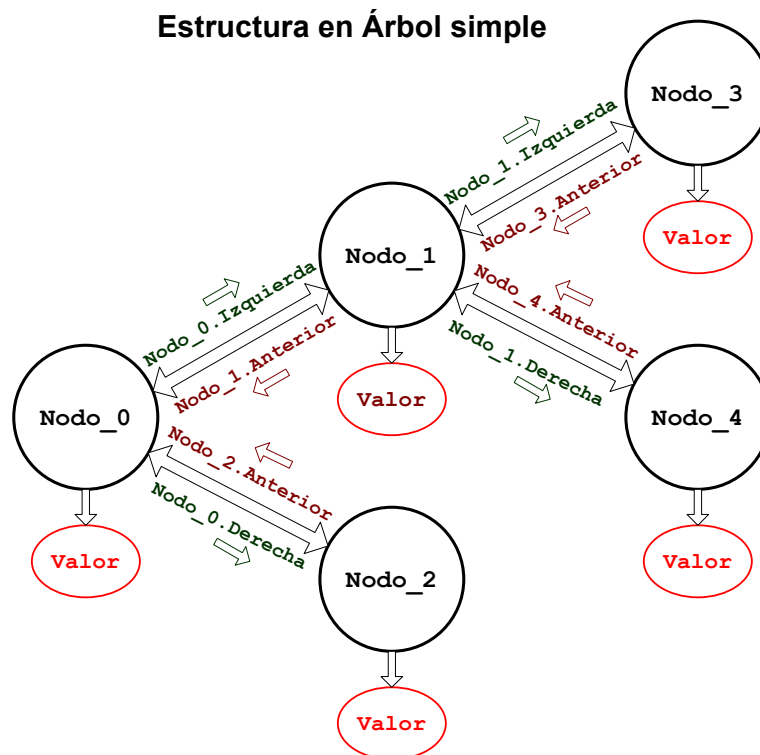 Estructura en Árbol simple
Nodo_3
Nodo_1.Izquierda
Nodo_3.Anterior
Valor
Nodo_1
Nodo_0.Izquierda
Nodo_1.Anterior
Nodo_4.Anterior
Nodo_1.Derecha
Valor
Nodo_0
Nodo_4
Nodo_2.Anterior
Nodo_0.Derecha
Valor
Valor
Nodo_2
Valor